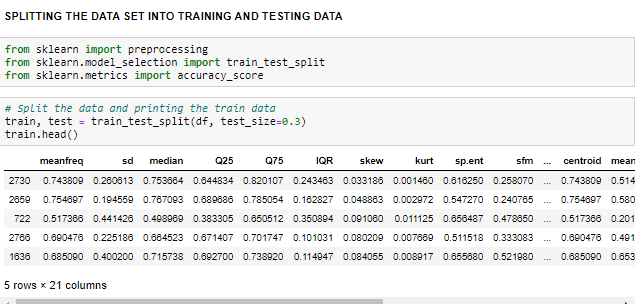 SPLITTING THE DATA SET INTO TRAINING AND TESTING DATA
from sklearn import preprocessing
from sklearn.model_selection import train_test_split
from sklearn.metrics import accuracy_score
# Split the data and printing the train data
train, test = train_test_split(df, test_size=0.3)
train.head()
meanfreq sd median Q25 Q75 IQR skew kurt sp.ent sfm ... centroid mean
2730 0.743809 0.260613 0.753664 0.644834 0.820107 0.243463 0.033186 0.001460 0.616250 0.258070 ... 0.743809 0.514
2659 0.754697 0.194559 0.767093 0.689686 0.785054 0.162827 0.048863 0.002972 0.547270 0.240765 ... 0.754697 0.580
722 0.517366 0.441426 0.498969 0.383305 0.650512 0.350894 0.091060 0.011125 0.656487 0.478650 ... 0.517366 0.201
2766 0.690476 0.225186 0.664523 0.671407 0.701747 0.101031 0.080209 0.007669 0.511518 0.333083 ... 0.690476 0.491
1636 0.685090 0.400200 0.715738 0.692700 0.738920 0.114947 0.084055 0.008917 0.655680 0.521980 ... 0.685090 0.653
5 rows × 21 columns